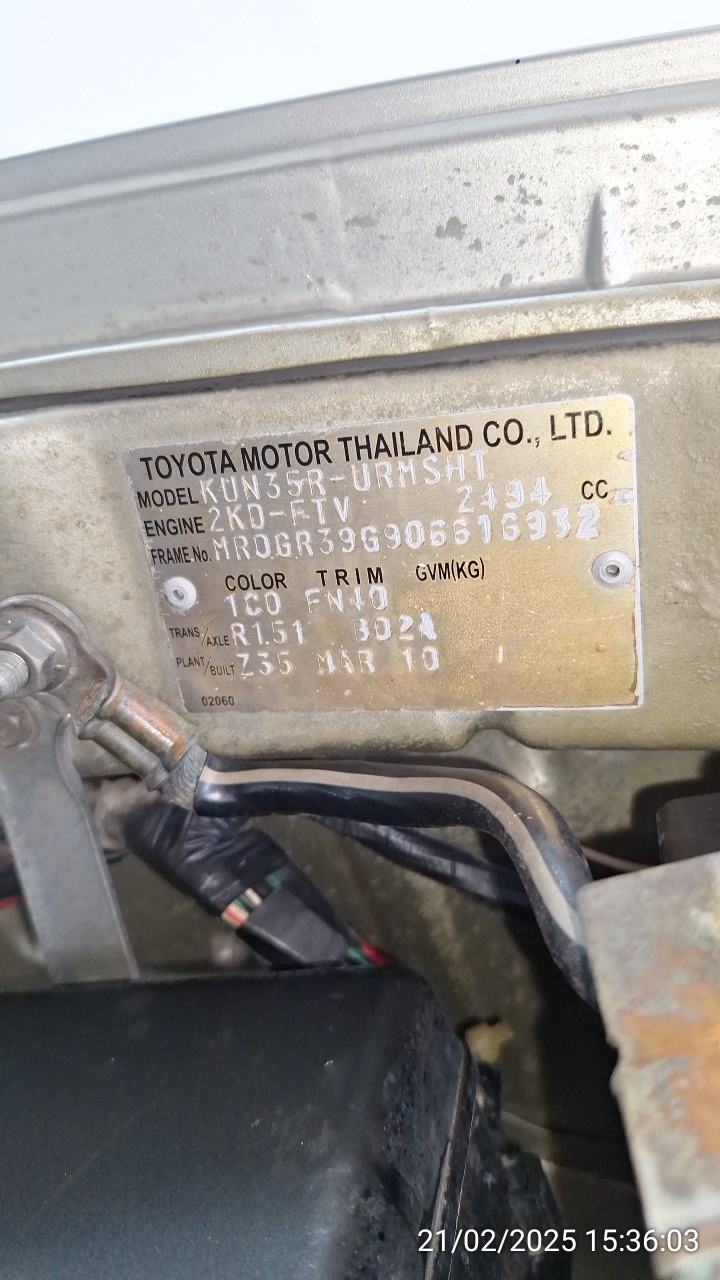 TOYOTA MOTOR THAILAND CO., LTD.
MODEL KUN35R-URMSHT
ENGINE 2KD-FTV 2494 CC
FRAME No. MR0GR39G906616932
COLOR TRIM GVM(KG)
1C0 FN40
TRANS/AXLE R151 B02A
PLANT/BUILT Z35 MAR 10
02060
21/02/2025 15:36:03